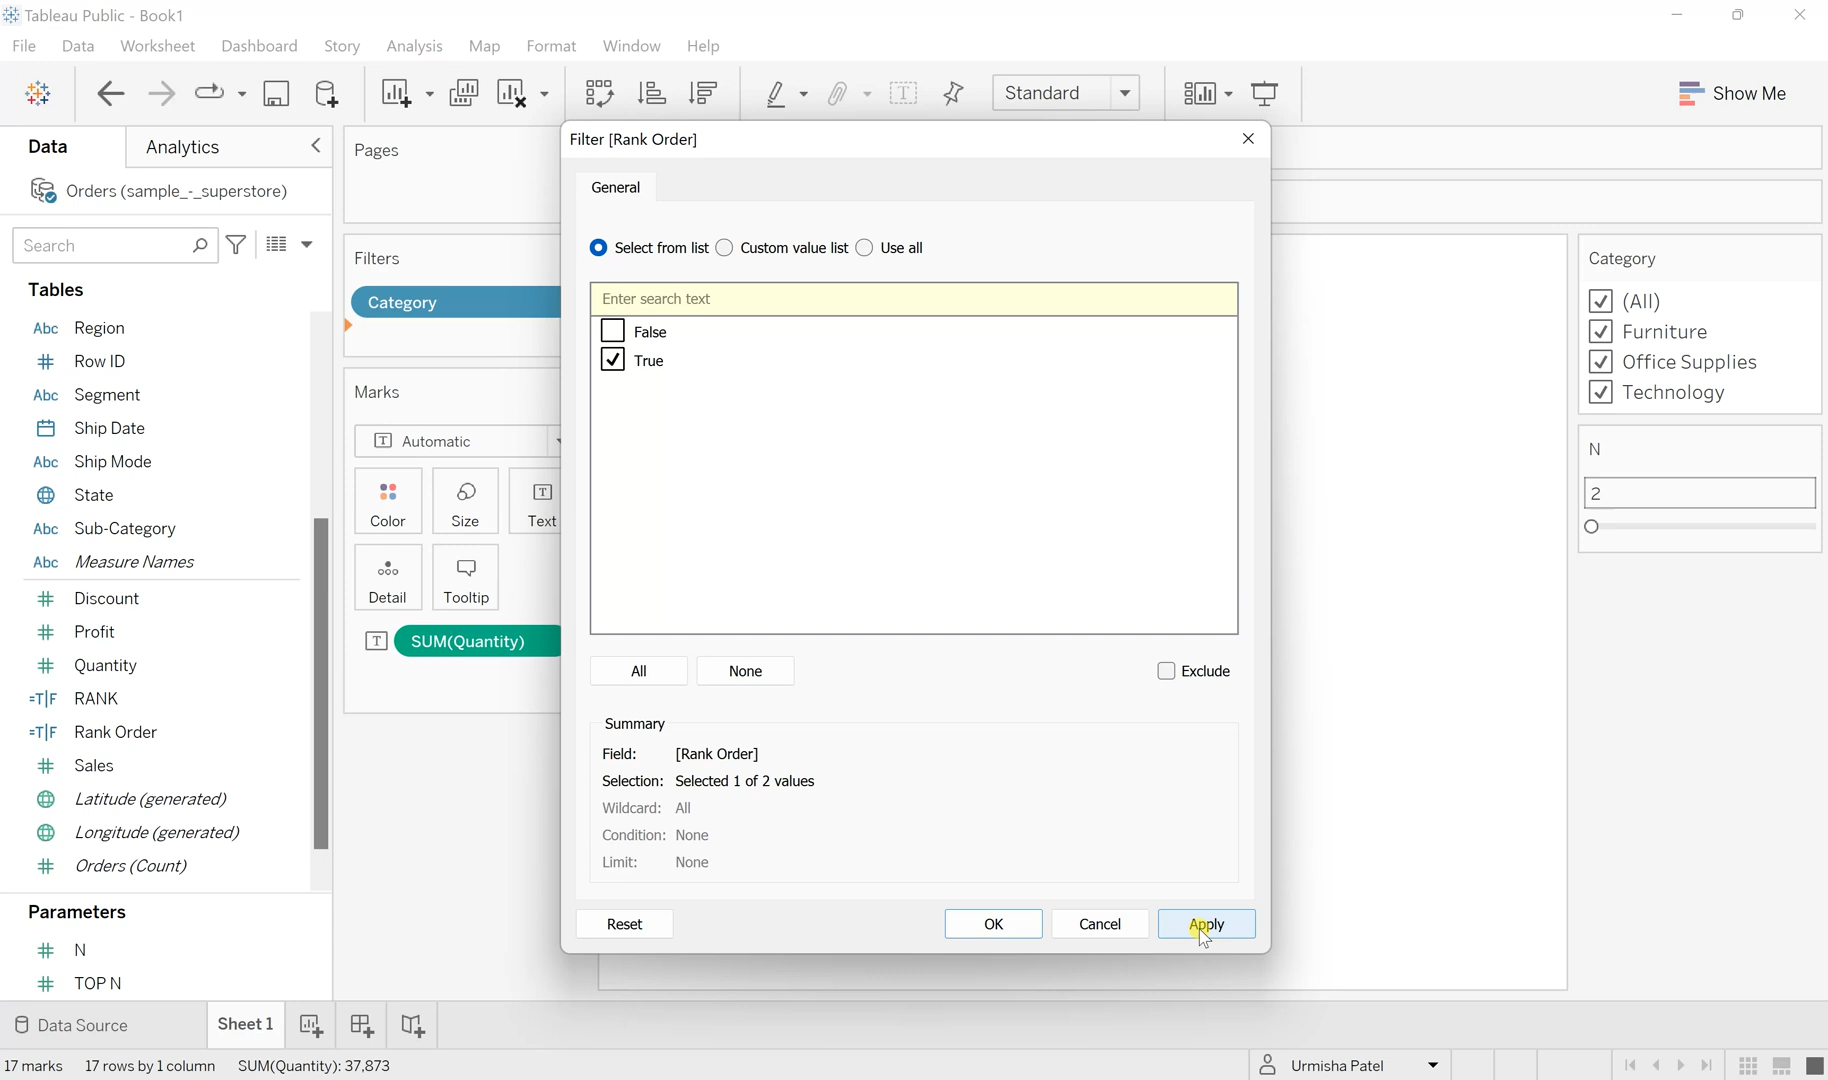 Tableau Public - Book1
File Data Worksheet Dashboard Story Analysis Map Format Window Help
Standard
Show Me
Data
Analytics
Orders (sample_-_superstore)
Search
Tables
Abc Region
Row ID
Abc Segment
Ship Date
Abc Ship Mode
State
Abc Sub-Category
Abc Measure Names
Discount
Profit
Quantity
=T|F RANK
=T|F Rank Order
Sales
Latitude (generated)
Longitude (generated)
Orders (Count)
Parameters
N
TOP N
Pages
Filters
Category
Marks
T Automatic
Color Size T Text
Detail Tooltip
T SUM(Quantity)
Filter [Rank Order]
General
Select from list Custom value list Use all
Enter search text
False
True
All None Exclude
Summary
Field: [Rank Order]
Selection: Selected 1 of 2 values
Wildcard: All
Condition: None
Limit: None
Reset OK Cancel Apply
Category
(All)
Furniture
Office Supplies
Technology
N
2
Data Source Sheet 1
17 marks 17 rows by 1 column SUM(Quantity): 37,873
Urmisha Patel